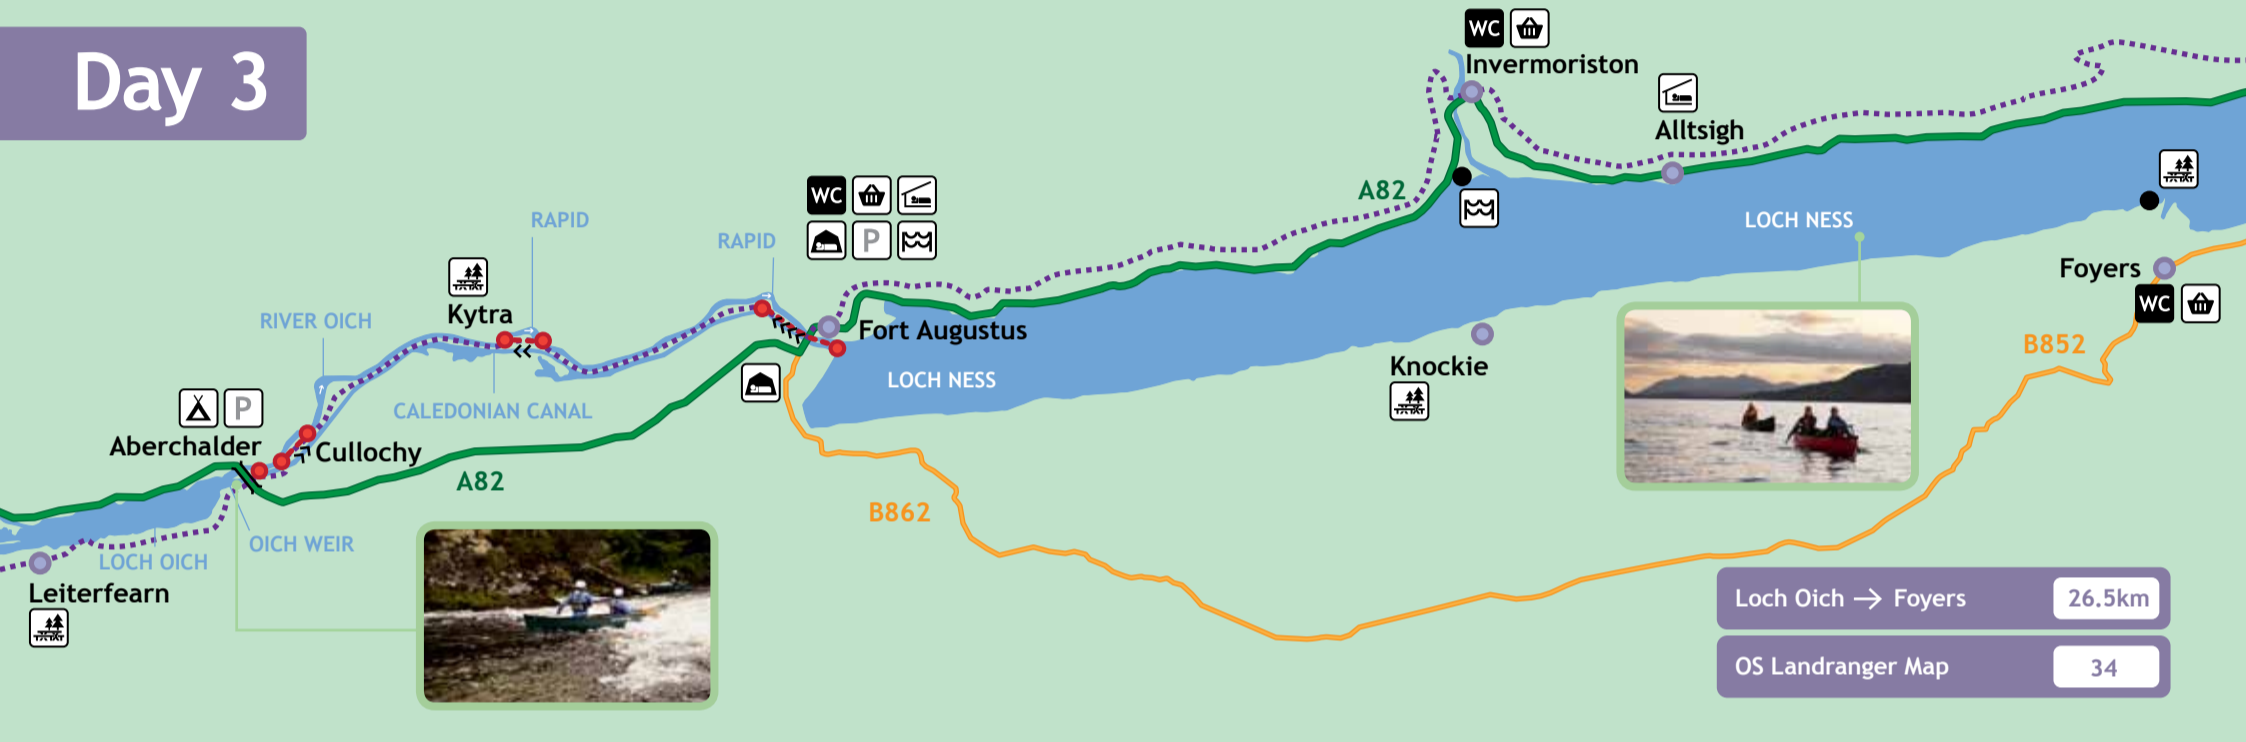 Day 3
WC
Invermoriston
Alltsigh
A82
WC
P
RAPID
RAPID
LOCH NESS
Foyers
WC
Kytra
RIVER OICH
Fort Augustus
B852
Knockie
LOCH NESS
CALEDONIAN CANAL
P
Aberchalder
Cullochy
A82
B862
OICH WEIR
LOCH OICH
Leiterfearn
Loch Oich → Foyers 26.5km
OS Landranger Map 34